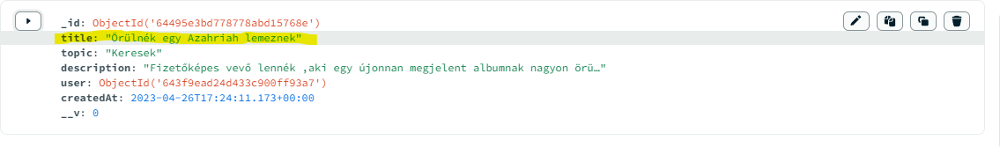 _id: ObjectId('64495e3bd778778abd15768e')
title: "Örülnék egy Azahriah lemeznek"
topic: "Keresek"
description: "Fizetőképes vevő lennék ,aki egy újonnan megjelent albumnak nagyon örü…"
user: ObjectId('643f9ead24d433c900ff93a7')
createdAt: 2023-04-26T17:24:11.173+00:00
__v: 0